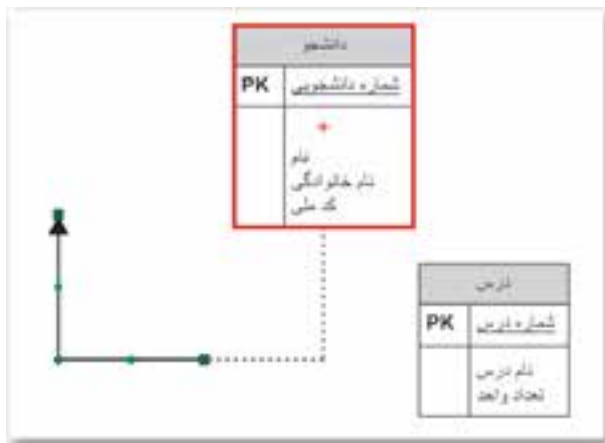 دانشجو
PK شماره دانشجویی
نام
نام خانوادگی
کد ملی
درس
PK شماره درس
نام درس
تعداد واحد